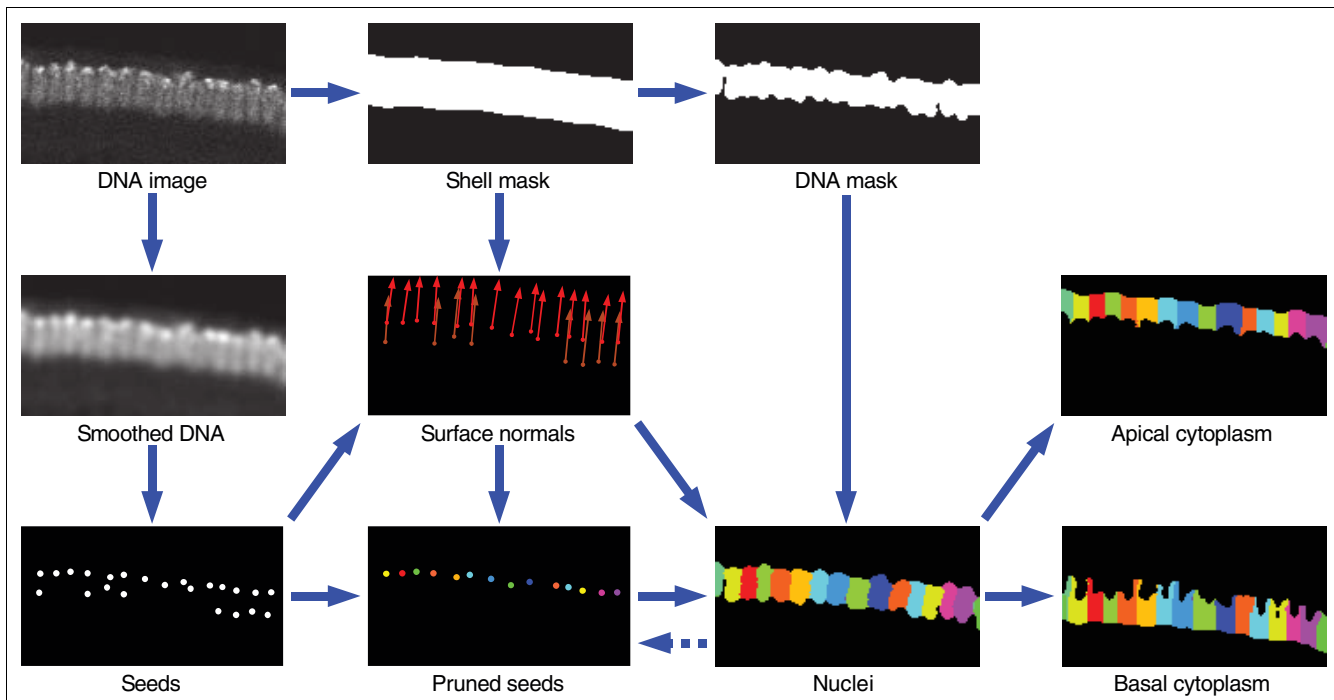 DNA image
Shell mask
DNA mask
Smoothed DNA
Surface normals
Apical cytoplasm
Seeds
Pruned seeds
Nuclei
Basal cytoplasm